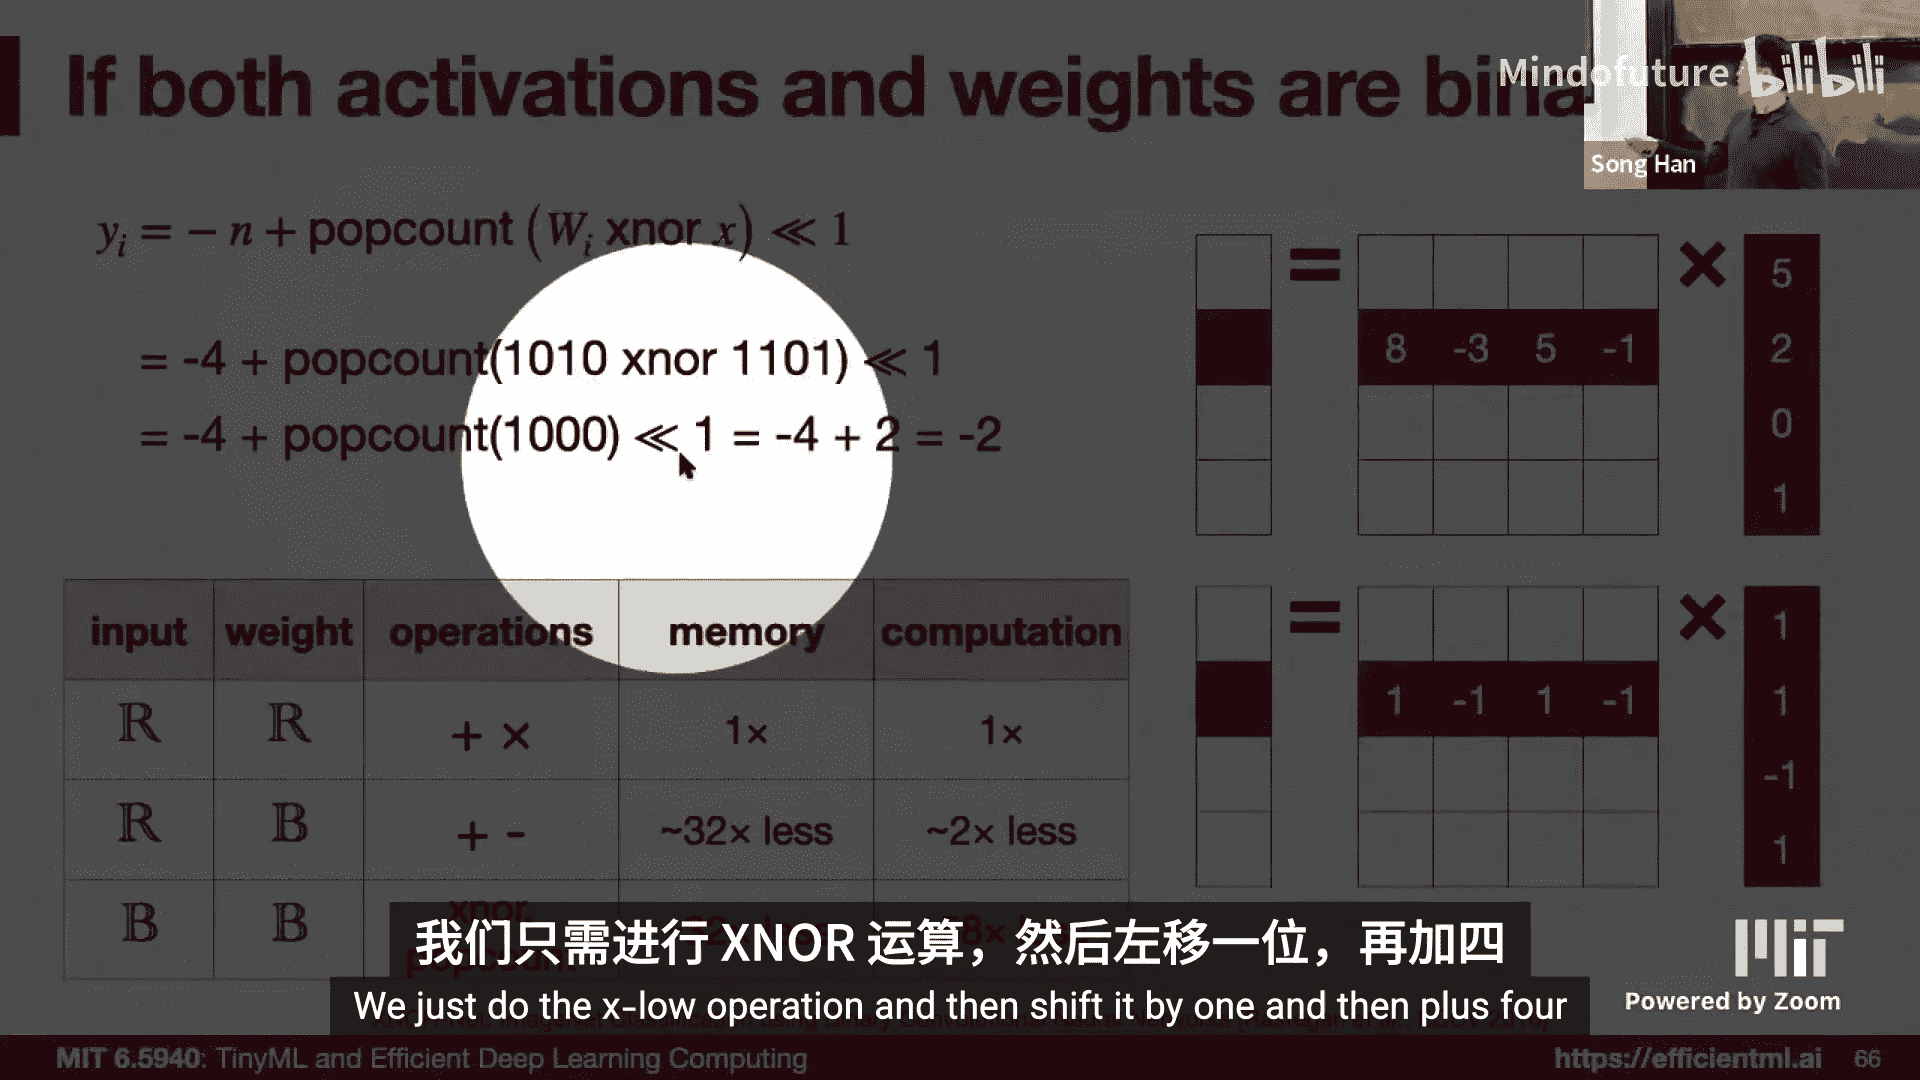 If both activations and weights are bina
Mindofuture bilibili
Song Han
yᵢ = − n + popcount (Wᵢ xnor x) ≪ 1
= -4 + popcount(1010 xnor 1101) ≪ 1
= -4 + popcount(1000) ≪ 1 = -4 + 2 = -2
= × 5
8 -3 5 -1 2
0
1
input weight operations memory computation
ℝ ℝ + × 1× 1×
ℝ 𝔹 + - ~32× less ~2× less
𝔹 𝔹 xnor,
popcount
= × 1
1 -1 1 -1 1
-1
1
我们只需进行 XNOR 运算，然后左移一位，再加四
We just do the x-low operation and then shift it by one and then plus four
MIT
Powered by Zoom
MIT 6.5940: TinyML and Efficient Deep Learning Computing https://efficientml.ai 66